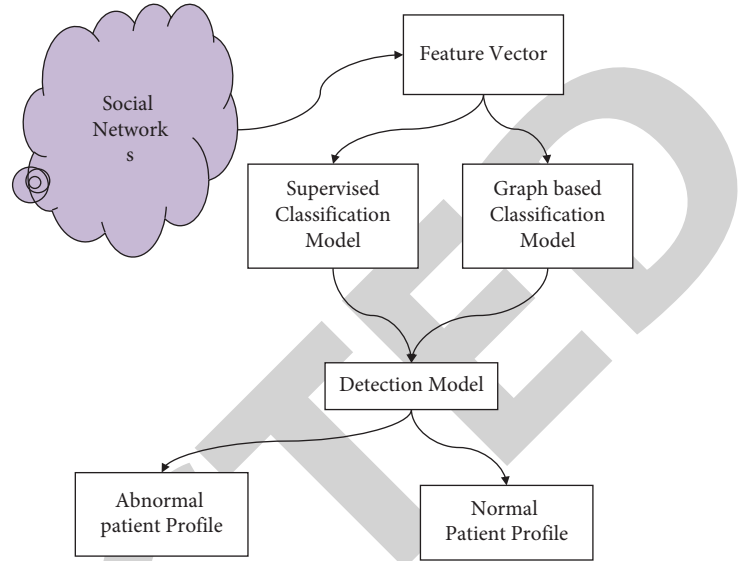 Social
Network
s
Feature Vector
Supervised
Classification
Model
Graph based
Classification
Model
Detection Model
Abnormal
patient Profile
Normal
Patient Profile
TED